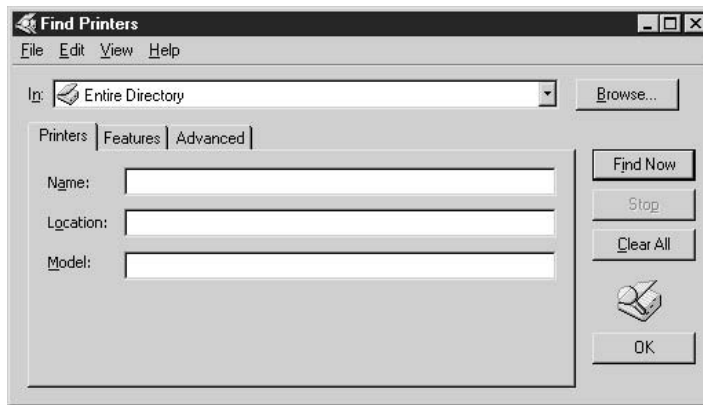 Find Printers
File Edit View Help
In: Entire Directory Browse...
Printers Features Advanced
Find Now
Name:
Stop
Location:
Clear All
Model:
OK